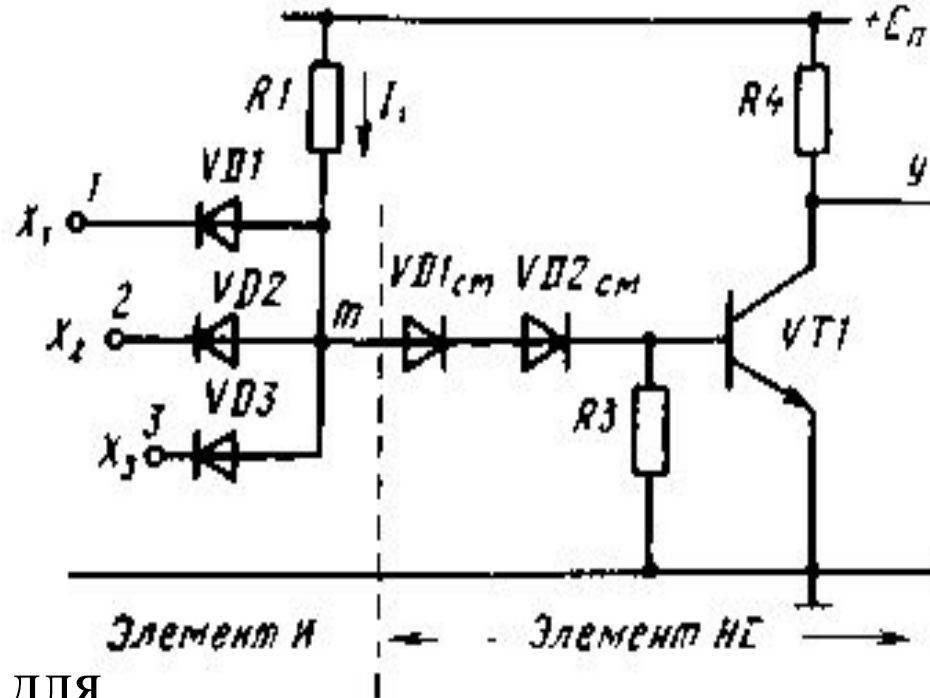 +Eп
R1
I₁
R4
VD1
y
1
X₁
VD2
VD1см
VD2см
2
X₂
m
VT1
VD3
R3
3
X₃
Элемент И
Элемент НЕ
для